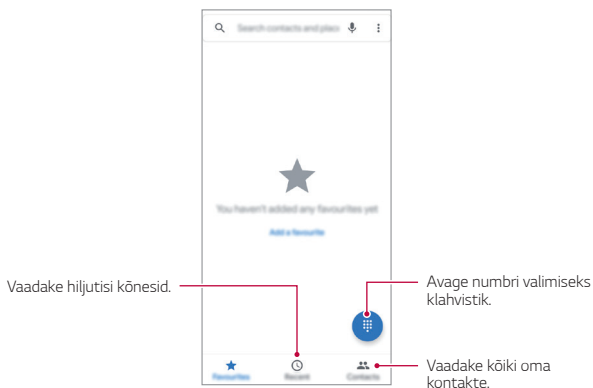 Search contacts and place
You haven't added any favourites yet
Add a favourite
Vaadake hiljutisi kõnesid.
Avage numbri valimiseks
klahvistik.
Favourites
Recent
Contacts
Vaadake kõiki oma
kontakte.